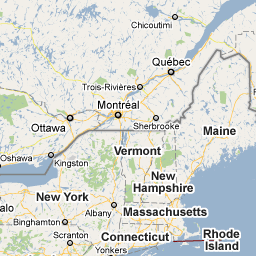 Chicoutimi
Québec
Trois-Rivières
Montréal
Ottawa
Sherbrooke
Maine
Oshawa
Kingston
Vermont
New
Hampshire
New York
Albany
Massachusetts
Binghamton
Connecticut
Rhode
Island
Scranton
Yonkers